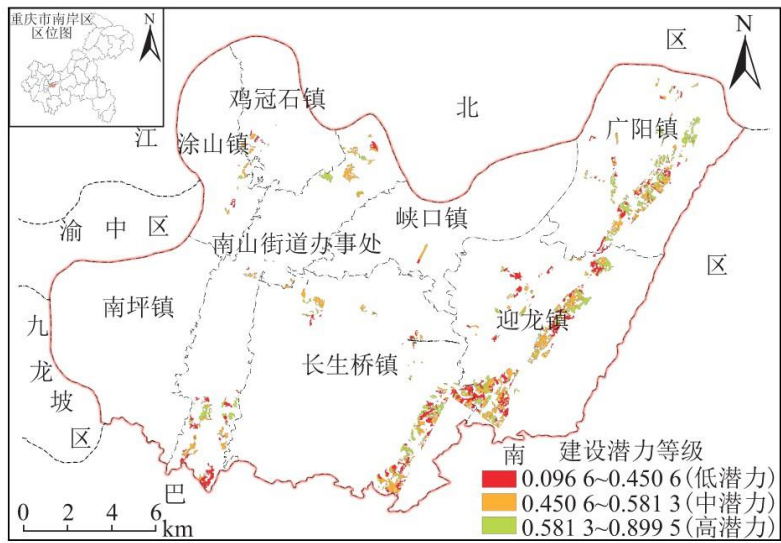 重庆市南岸区
区位图
N
N
区
北
江
鸡冠石镇
涂山镇
广阳镇
渝中区
峡口镇
南山街道办事处
区
南坪镇
迎龙镇
九龙坡区
长生桥镇
巴
南
建设潜力等级
0.096 6~0.450 6(低潜力)
0.450 6~0.581 3(中潜力)
0.581 3~0.899 5(高潜力)
0 2 4 6
km